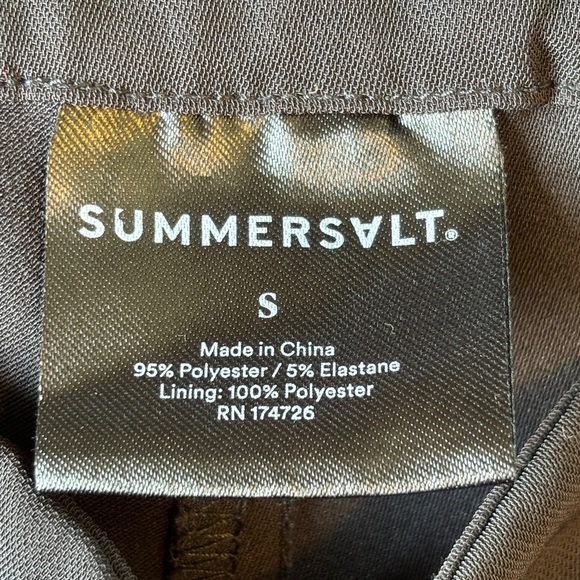 SUMMERSALT®
S
Made in China
95% Polyester / 5% Elastane
Lining: 100% Polyester
RN 174726